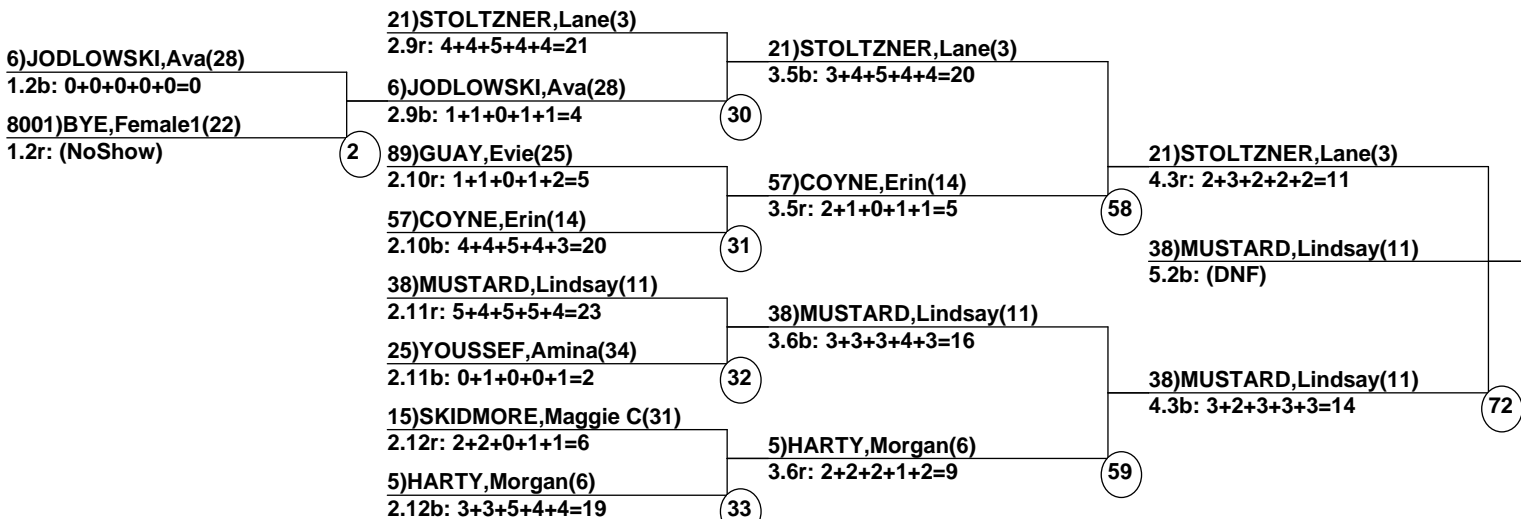 6)JODLOWSKI,Ava(28)
1.2b: 0+0+0+0+0=0
8001)BYE,Female1(22)
1.2r: (NoShow)
2
21)STOLTZNER,Lane(3)
2.9r: 4+4+5+4+4=21
6)JODLOWSKI,Ava(28)
2.9b: 1+1+0+1+1=4
30
89)GUAY,Evie(25)
2.10r: 1+1+0+1+2=5
57)COYNE,Erin(14)
2.10b: 4+4+5+4+3=20
31
38)MUSTARD,Lindsay(11)
2.11r: 5+4+5+5+4=23
25)YOUSSEF,Amina(34)
2.11b: 0+1+0+0+1=2
32
15)SKIDMORE,Maggie C(31)
2.12r: 2+2+0+1+1=6
5)HARTY,Morgan(6)
2.12b: 3+3+5+4+4=19
33
21)STOLTZNER,Lane(3)
3.5b: 3+4+5+4+4=20
57)COYNE,Erin(14)
3.5r: 2+1+0+1+1=5
58
38)MUSTARD,Lindsay(11)
3.6b: 3+3+3+4+3=16
5)HARTY,Morgan(6)
3.6r: 2+2+2+1+2=9
59
21)STOLTZNER,Lane(3)
4.3r: 2+3+2+2+2=11
38)MUSTARD,Lindsay(11)
5.2b: (DNF)
38)MUSTARD,Lindsay(11)
4.3b: 3+2+3+3+3=14
72